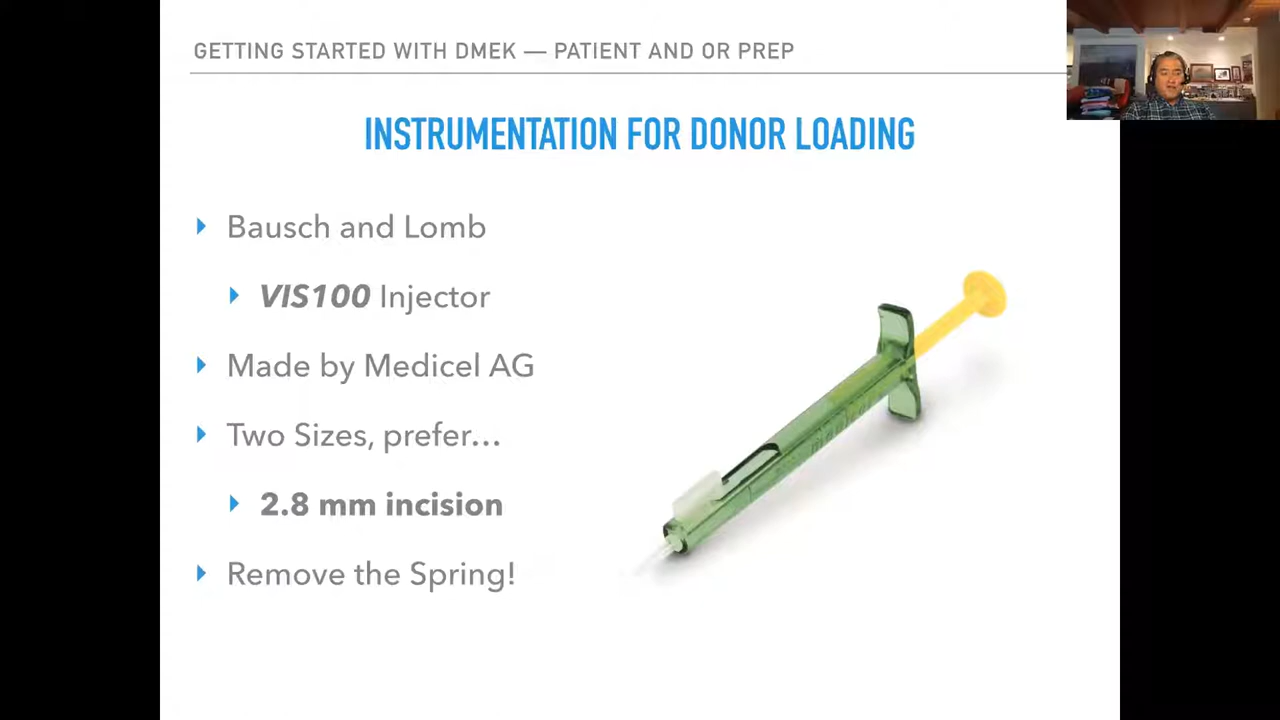 GETTING STARTED WITH DMEK — PATIENT AND OR PREP
INSTRUMENTATION FOR DONOR LOADING
Bausch and Lomb
VIS100 Injector
Made by Medicel AG
Two Sizes, prefer...
2.8 mm incision
Remove the Spring!